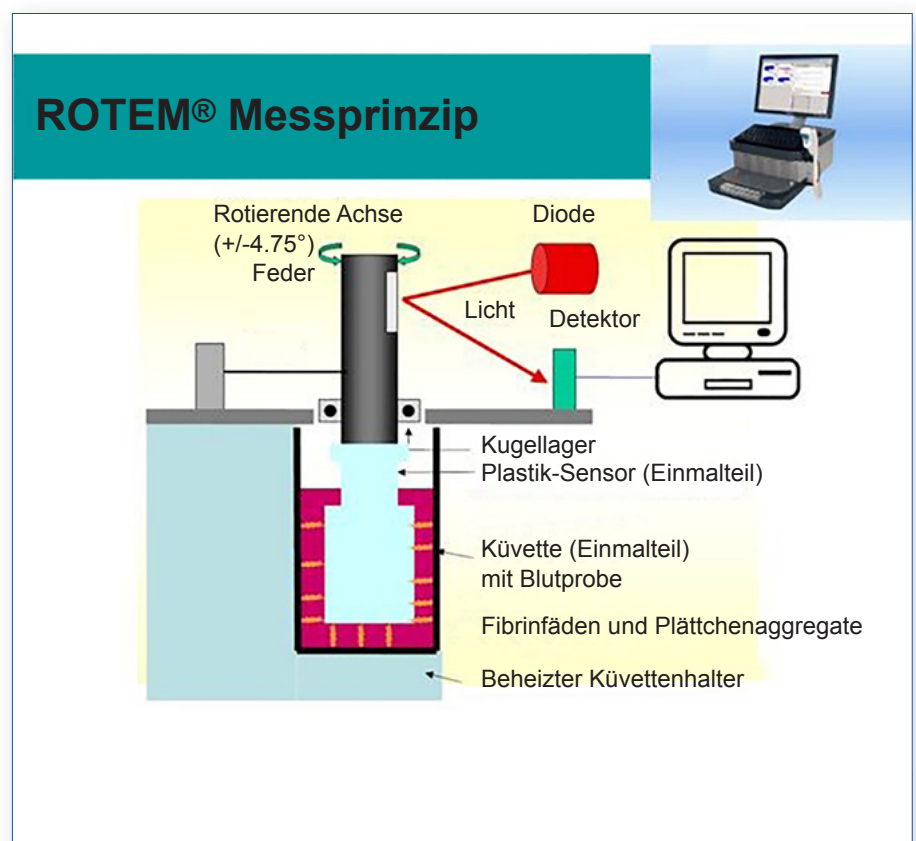 ROTEM® Messprinzip
Rotierende Achse
(+/-4.75°)
Feder
Diode
Licht
Detektor
Kugellager
Plastik-Sensor (Einmalteil)
Küvette (Einmalteil)
mit Blutprobe
Fibrinfäden und Plättchenaggregate
Beheizter Küvettenhalter